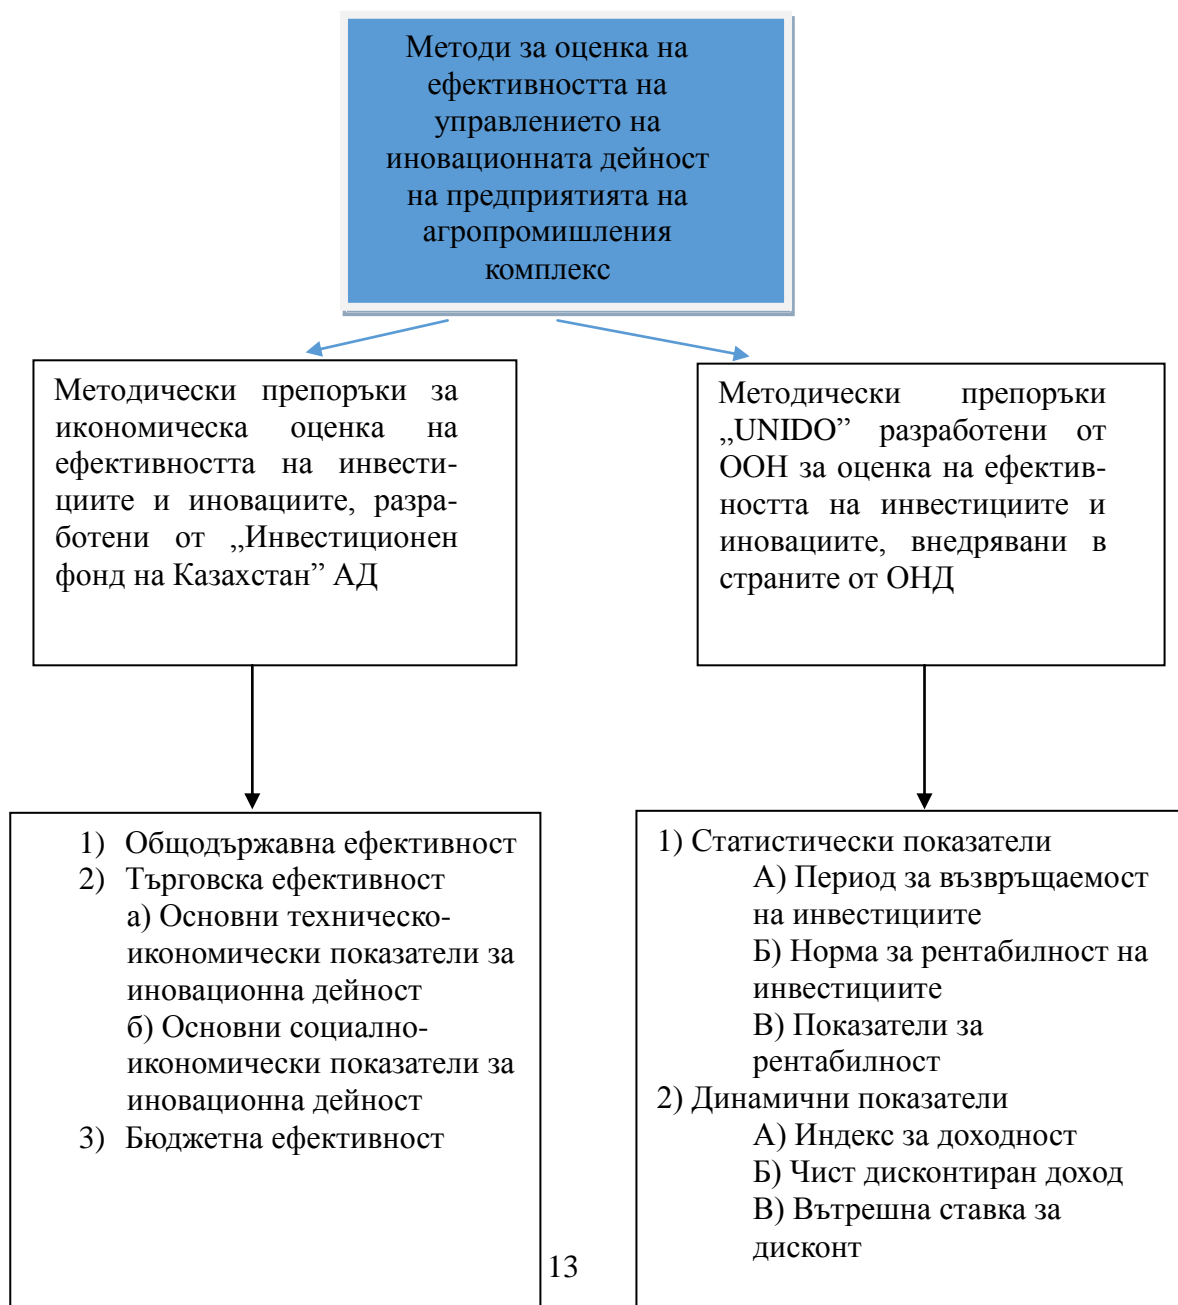 Методи за оценка на
ефективността на
управлението на
иновационната дейност
на предприятията на
агропромишления
комплекс
Методически препоръки за
икономическа оценка на
ефективността на инвести-
циите и иновациите, разра-
ботени от „Инвестиционен
фонд на Казахстан” АД
Методически препоръки
„UNIDO” разработени от
ООН за оценка на ефектив-
ността на инвестициите и
иновациите, внедрявани в
страните от ОНД
1) Общодържавна ефективност
2) Търговска ефективност
а) Основни техническо-
икономически показатели за
иновационна дейност
б) Основни социално-
икономически показатели за
иновационна дейност
3) Бюджетна ефективност
1) Статистически показатели
А) Период за възвръщаемост
на инвестициите
Б) Норма за рентабилност на
инвестициите
В) Показатели за
рентабилност
2) Динамични показатели
А) Индекс за доходност
Б) Чист дисконтиран доход
В) Вътрешна ставка за
дисконт
13